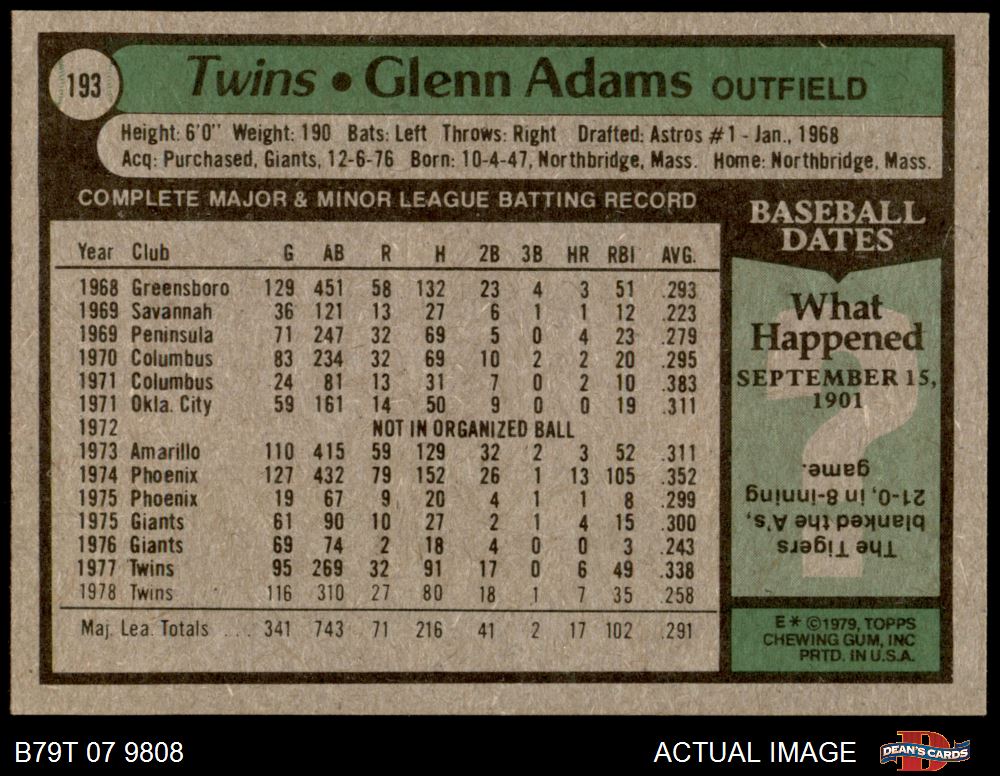 193
Twins • Glenn Adams OUTFIELD
Height: 6'0" Weight: 190 Bats: Left Throws: Right Drafted: Astros #1 - Jan., 1968
Acq: Purchased, Giants, 12-6-76 Born: 10-4-47, Northbridge, Mass. Home: Northbridge, Mass.
COMPLETE MAJOR & MINOR LEAGUE BATTING RECORD
Year Club G AB R H 2B 3B HR RBI AVG.
1968 Greensboro 129 451 58 132 23 4 3 51 .293
1969 Savannah 36 121 13 27 6 1 1 12 .223
1969 Peninsula 71 247 32 69 5 0 4 23 .279
1970 Columbus 83 234 32 69 10 2 2 20 .295
1971 Columbus 24 81 13 31 7 0 2 10 .383
1971 Okla. City 59 161 14 50 9 0 0 19 .311
1972 NOT IN ORGANIZED BALL
1973 Amarillo 110 415 59 129 32 2 3 52 .311
1974 Phoenix 127 432 79 152 26 1 13 105 .352
1975 Phoenix 19 67 9 20 4 1 1 8 .299
1975 Giants 61 90 10 27 2 1 4 15 .300
1976 Giants 69 74 2 18 4 0 0 3 .243
1977 Twins 95 269 32 91 17 0 6 49 .338
1978 Twins 116 310 27 80 18 1 7 35 .258
Maj. Lea. Totals ... 341 743 71 216 41 2 17 102 .291
BASEBALL
DATES
What
Happened
SEPTEMBER 15,
1901
?
The Tigers
blanked the A's,
21-0, in 8-inning
game.
E * ©1979, TOPPS
CHEWING GUM, INC
PRTD. IN U.S.A.
B79T 07 9808
ACTUAL IMAGE
D
DEAN'S CARDS